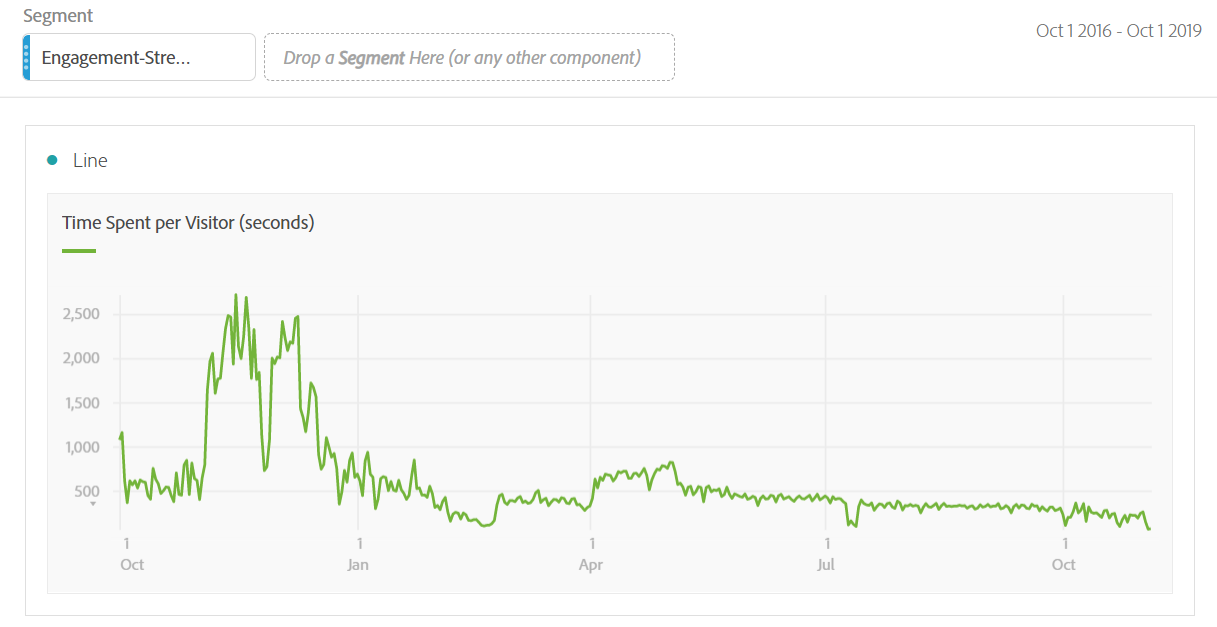 Segment
Oct 1 2016 - Oct 1 2019
Engagement-Stre...
Drop a Segment Here (or any other component)
Line
Time Spent per Visitor (seconds)
2,500
2,000
1,500
1,000
500
1 1 1 1 1
Oct Jan Apr Jul Oct